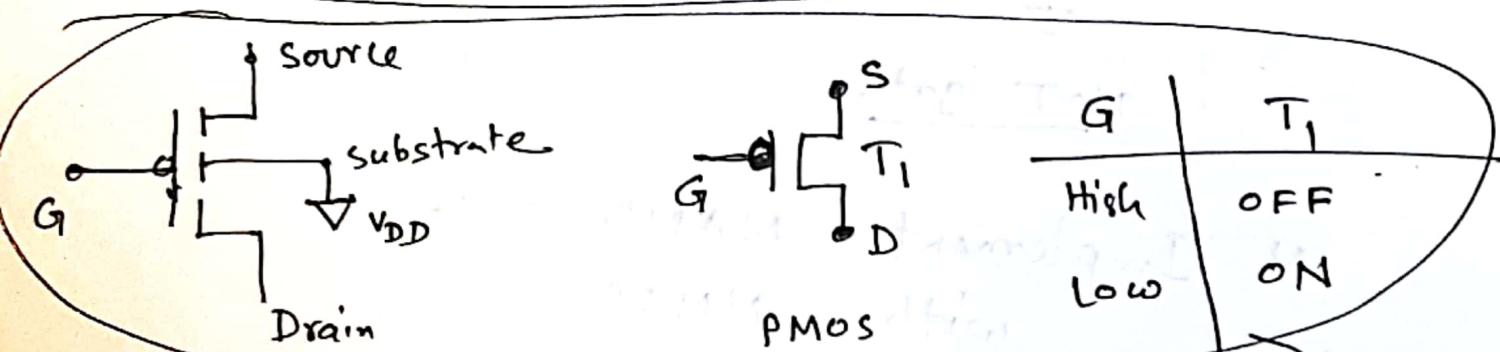 Source
substrate
G
VDD
Drain
S
G
T1
D
PMOS
G T1
High OFF
Low ON